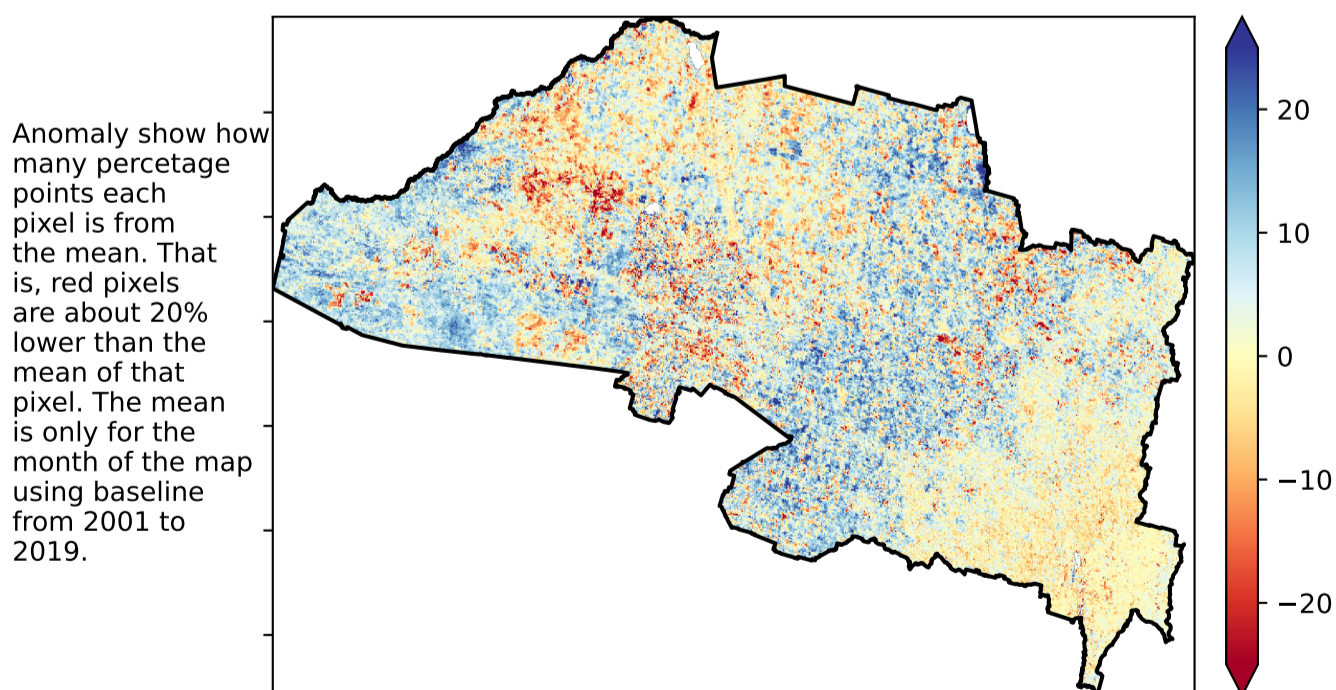 Anomaly show how
many percetage
points each
pixel is from
the mean. That
is, red pixels
are about 20%
lower than the
mean of that
pixel. The mean
is only for the
month of the map
using baseline
from 2001 to
2019.
20
10
0
−10
−20